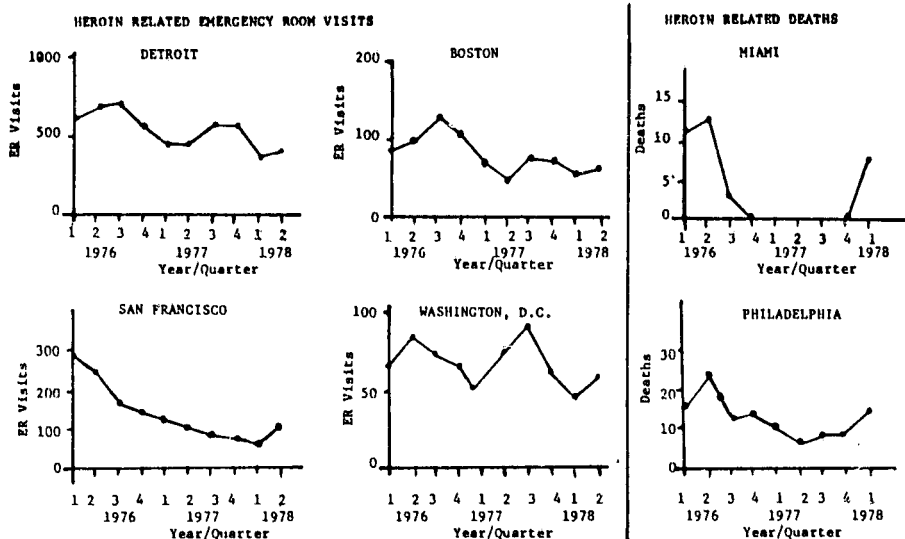 HEROIN RELATED EMERGENCY ROOM VISITS
HEROIN RELATED DEATHS
DETROIT
1000
500
0
ER Visits
1 2 3 4 1 2 3 4 1 2
1976 1977 1978
Year/Quarter
BOSTON
200
100
0
ER Visits
1 2 3 4 1 2 3 4 1 2
1976 1977 1978
Year/Quarter
MIAMI
15
10
5
0
Deaths
1 2 3 4 1 2 3 4 1
1976 1977 1978
Year/Quarter
SAN FRANCISCO
300
200
100
0
ER Visits
1 2 3 4 1 2 3 4 1 2
1976 1977 1978
Year/Quarter
WASHINGTON, D.C.
100
50
0
ER Visits
1 2 3 4 1 2 3 4 1 2
1976 1977 1978
Year/Quarter
PHILADELPHIA
30
20
10
0
Deaths
1 2 3 4 1 2 3 4 1
1976 1977 1978
Year/Quarter